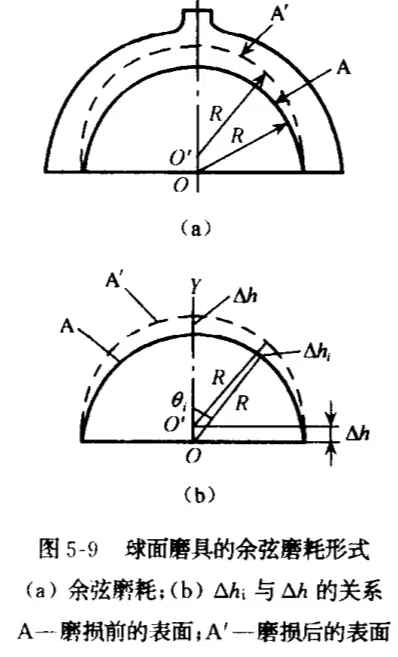 A'
A
R
R
O'
O
(a)
A'
Y
Δh
A
Δhᵢ
R
θᵢ
R
O'
Δh
O
(b)
图 5-9 球面磨具的余弦磨耗形式
(a) 余弦磨耗;(b) Δhᵢ 与 Δh 的关系
A—磨损前的表面;A'—磨损后的表面